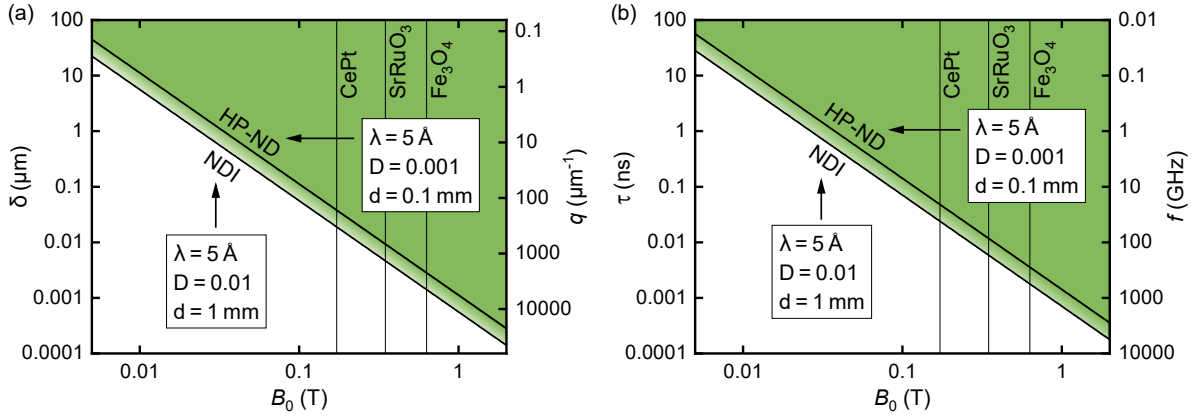 (a)
100
10
1
0.1
0.01
0.001
0.0001
δ (μm)
0.01
0.1
1
B₀ (T)
0.1
1
10
100
1000
10000
q (μm⁻¹)
CePt
SrRuO₃
Fe₃O₄
HP-ND
NDI
λ = 5 Å
D = 0.001
d = 0.1 mm
λ = 5 Å
D = 0.01
d = 1 mm
(b)
100
10
1
0.1
0.01
0.001
0.0001
τ (ns)
0.01
0.1
1
B₀ (T)
0.01
0.1
1
10
100
1000
10000
f (GHz)
CePt
SrRuO₃
Fe₃O₄
HP-ND
NDI
λ = 5 Å
D = 0.001
d = 0.1 mm
λ = 5 Å
D = 0.01
d = 1 mm